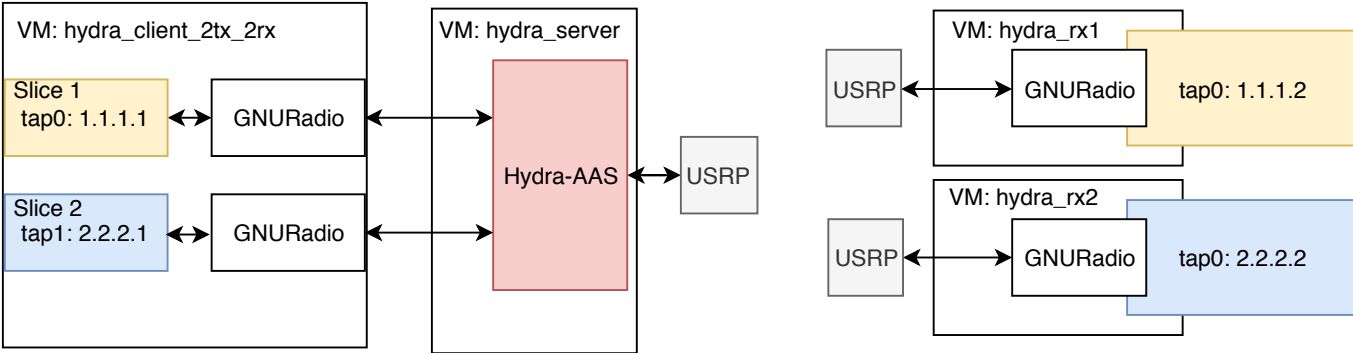 VM: hydra_client_2tx_2rx
Slice 1
tap0: 1.1.1.1
GNURadio
Slice 2
tap1: 2.2.2.1
GNURadio
VM: hydra_server
Hydra-AAS
USRP
VM: hydra_rx1
USRP
GNURadio
tap0: 1.1.1.2
VM: hydra_rx2
USRP
GNURadio
tap0: 2.2.2.2